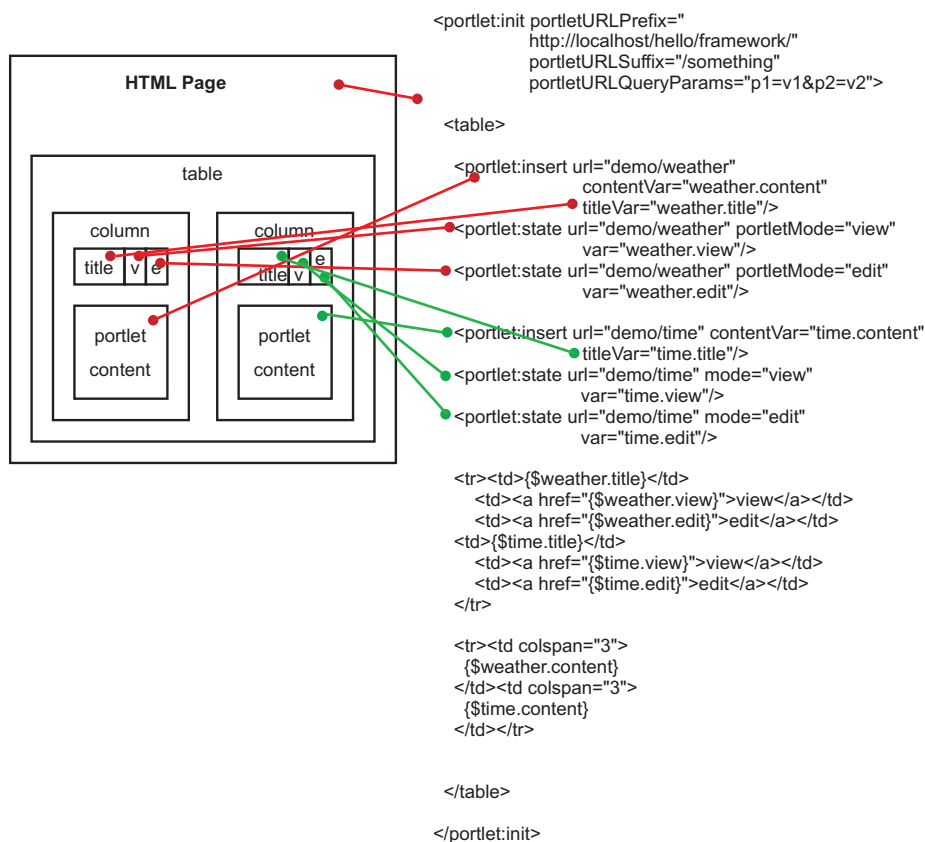 HTML Page
table
column
title v e
portlet
content
column
title v e
portlet
content
<portlet:init portletURLPrefix="
http://localhost/hello/framework/"
portletURLSuffix="/something"
portletURLQueryParams="p1=v1&p2=v2">
<table>
<portlet:insert url="demo/weather"
contentVar="weather.content"
titleVar="weather.title"/>
<portlet:state url="demo/weather" portletMode="view"
var="weather.view"/>
<portlet:state url="demo/weather" portletMode="edit"
var="weather.edit"/>
<portlet:insert url="demo/time" contentVar="time.content"
titleVar="time.title"/>
<portlet:state url="demo/time" mode="view"
var="time.view"/>
<portlet:state url="demo/time" mode="edit"
var="time.edit"/>
<tr><td>{$weather.title}</td>
<td><a href="{$weather.view}">view</a></td>
<td><a href="{$weather.edit}">edit</a></td>
<td>{$time.title}</td>
<td><a href="{$time.view}">view</a></td>
<td><a href="{$time.edit}">edit</a></td>
</tr>
<tr><td colspan="3">
{$weather.content}
</td><td colspan="3">
{$time.content}
</td></tr>
</table>
</portlet:init>